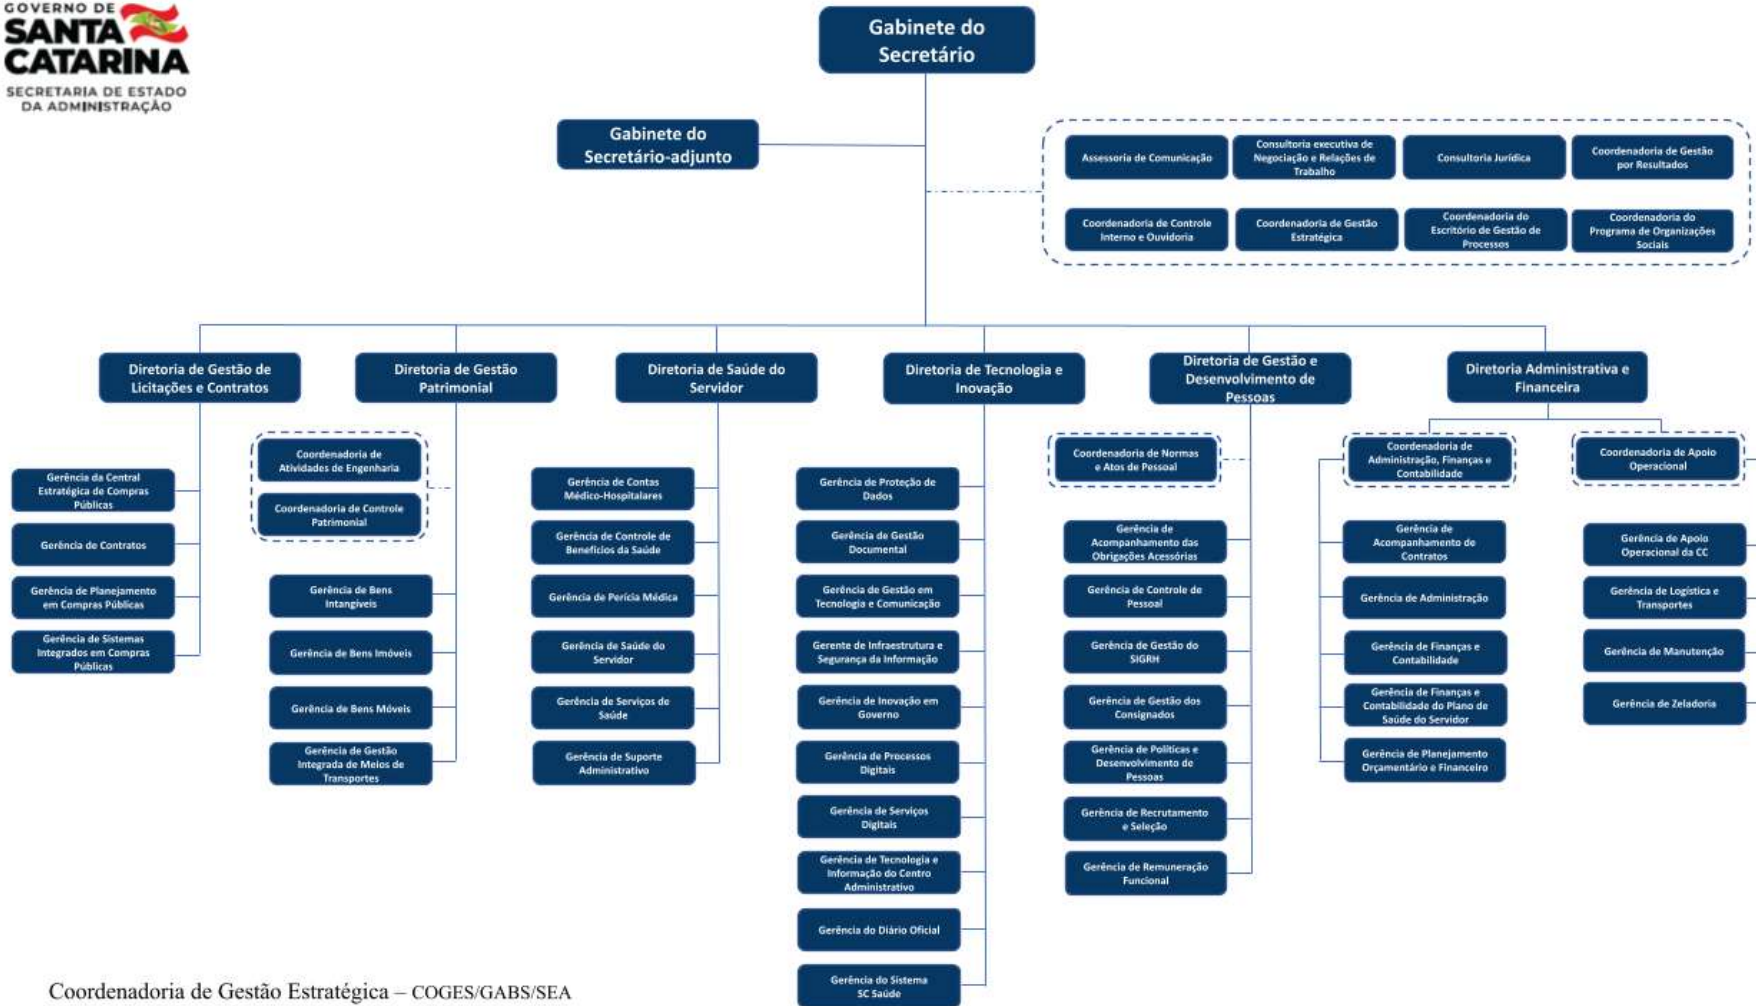 GOVERNO DE
SANTA
CATARINA
SECRETARIA DE ESTADO
DA ADMINISTRAÇÃO
Gabinete do
Secretário
Gabinete do
Secretário-adjunto
Assessoria de Comunicação
Consultoria executiva de
Negociação e Relações de
Trabalho
Consultoria Jurídica
Coordenadoria de Gestão
por Resultados
Coordenadoria de Controle
Interno e Ouvidoria
Coordenadoria de Gestão
Estratégica
Coordenadoria do
Escritório de Gestão de
Processos
Coordenadoria do
Programa de Organizações
Sociais
Diretoria de Gestão de
Licitações e Contratos
Gerência da Central
Estratégica de Compras
Públicas
Gerência de Contratos
Gerência de Planejamento
em Compras Públicas
Gerência de Sistemas
Integrados em Compras
Públicas
Diretoria de Gestão
Patrimonial
Coordenadoria de
Atividades de Engenharia
Coordenadoria de Controle
Patrimonial
Gerência de Bens
Intangíveis
Gerência de Bens Imóveis
Gerência de Bens Móveis
Gerência de Gestão
Integrada de Meios de
Transportes
Diretoria de Saúde do
Servidor
Gerência de Contas
Médico-Hospitalares
Gerência de Controle de
Benefícios da Saúde
Gerência de Perícia Médica
Gerência de Saúde do
Servidor
Gerência de Serviços de
Saúde
Gerência de Suporte
Administrativo
Diretoria de Tecnologia e
Inovação
Gerência de Proteção de
Dados
Gerência de Gestão
Documental
Gerência de Gestão em
Tecnologia e Comunicação
Gerente de Infraestrutura e
Segurança da Informação
Gerência de Inovação em
Governo
Gerência de Processos
Digitais
Gerência de Serviços
Digitais
Gerência de Tecnologia e
Informação do Centro
Administrativo
Gerência do Diário Oficial
Gerência do Sistema
SC Saúde
Diretoria de Gestão e
Desenvolvimento de
Pessoas
Coordenadoria de Normas
e Atos de Pessoal
Gerência de
Acompanhamento das
Obrigações Acessórias
Gerência de Controle de
Pessoal
Gerência de Gestão do
SIGRH
Gerência de Gestão dos
Consignados
Gerência de Políticas e
Desenvolvimento de
Pessoas
Gerência de Recrutamento
e Seleção
Gerência de Remuneração
Funcional
Diretoria Administrativa e
Financeira
Coordenadoria de
Administração, Finanças e
Contabilidade
Gerência de
Acompanhamento de
Contratos
Gerência de Administração
Gerência de Finanças e
Contabilidade
Gerência de Finanças e
Contabilidade do Plano de
Saúde do Servidor
Gerência de Planejamento
Orçamentário e Financeiro
Coordenadoria de Apoio
Operacional
Gerência de Apoio
Operacional da CC
Gerência de Logística e
Transportes
Gerência de Manutenção
Gerência de Zeladoria
Coordenadoria de Gestão Estratégica – COGES/GABS/SEA